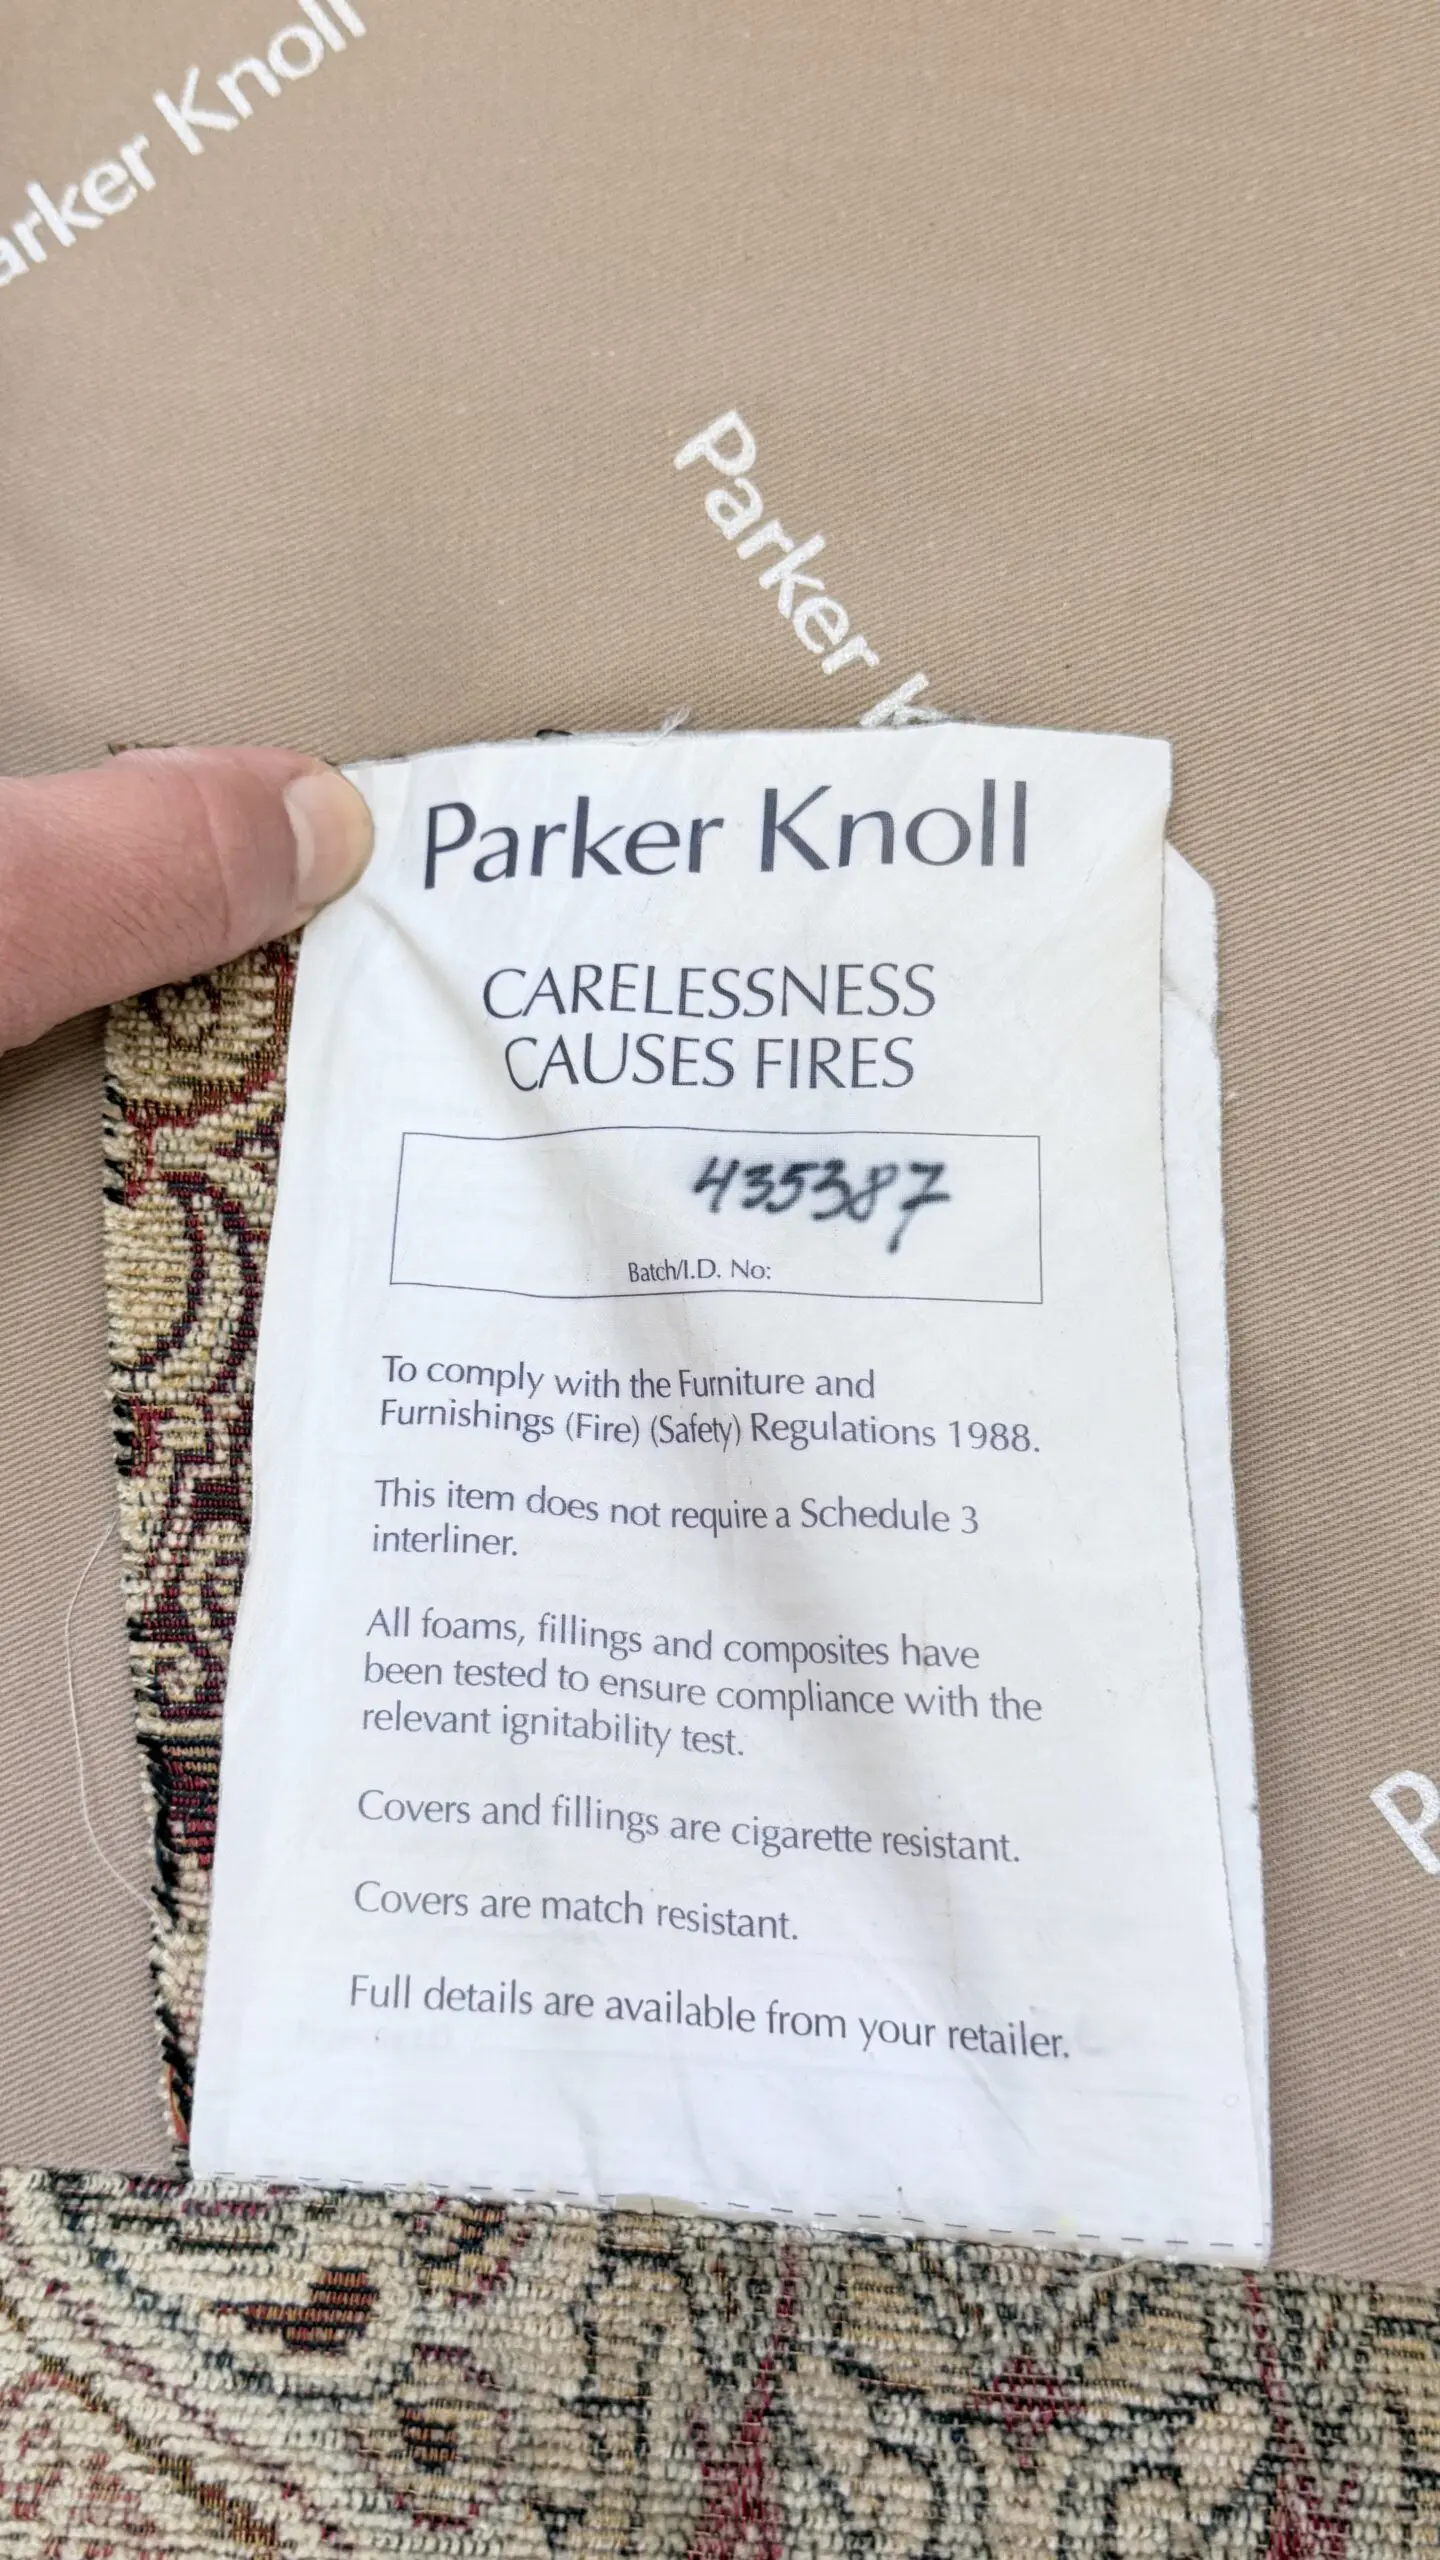 arker Knoll
Parker K
Parker Knoll
CARELESSNESS
CAUSES FIRES
435387
Batch/I.D. No:
To comply with the Furniture and
Furnishings (Fire) (Safety) Regulations 1988.
This item does not require a Schedule 3
interliner.
All foams, fillings and composites have
been tested to ensure compliance with the
relevant ignitability test.
Covers and fillings are cigarette resistant.
Covers are match resistant.
Full details are available from your retailer.
P